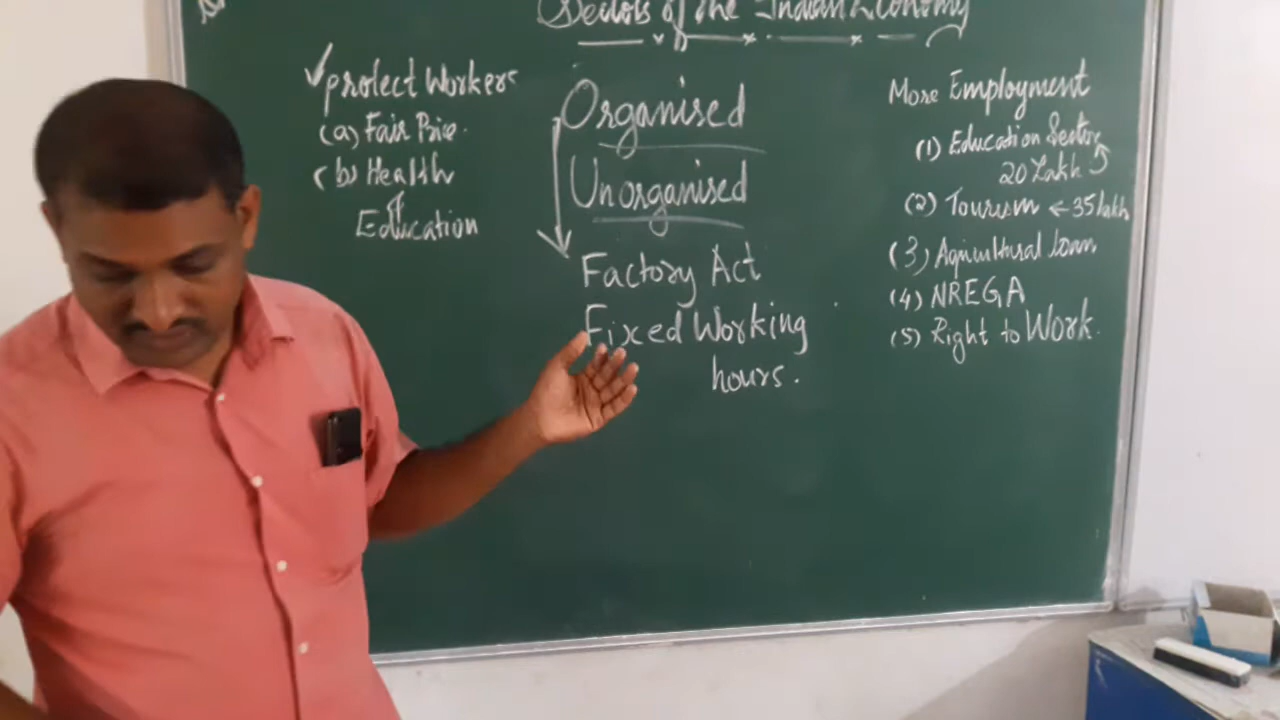 Sectors of the Indian Economy
protect Workers
(a) Fair Price.
(b) Health
Education
Organised
Unorganised
Factory Act
Fixed Working
hours.
More Employment
(1) Education Sector
20 Lakh
(2) Tourism ← 35 lakh
(3) Agricultural loan
(4) NREGA
(5) Right to Work.